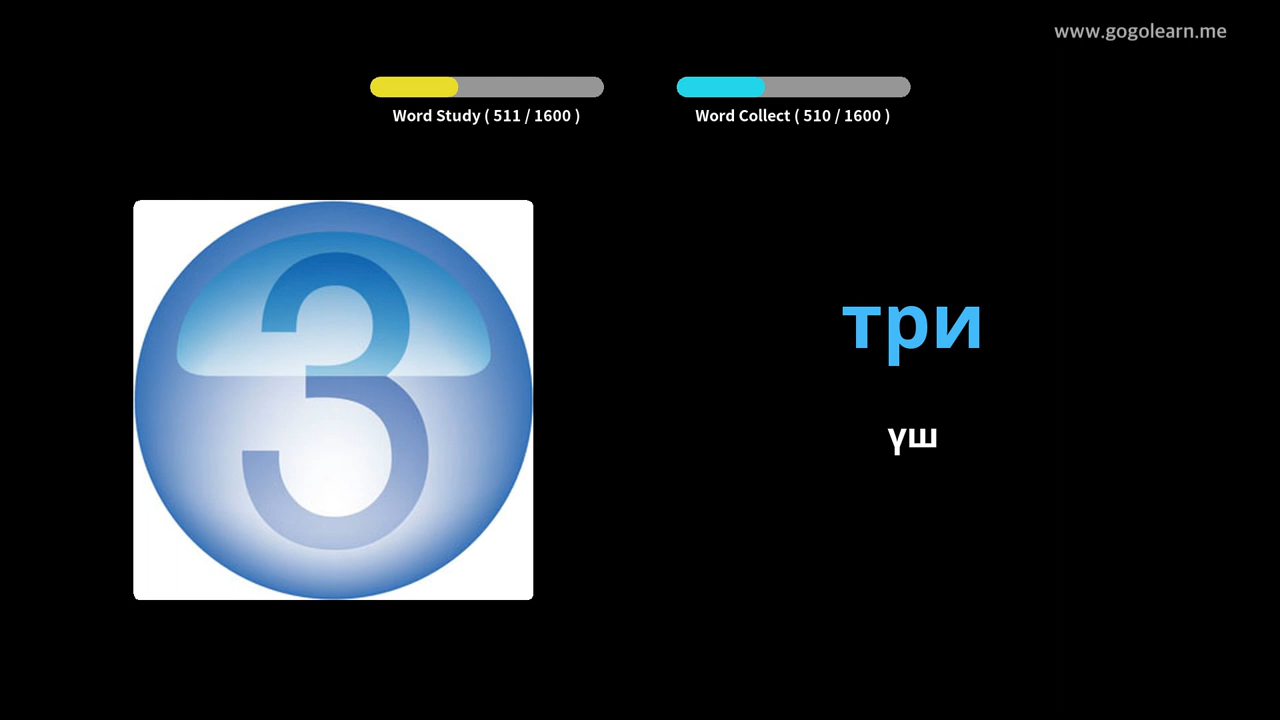 www.gogolearn.me
Word Study ( 511 / 1600 )
Word Collect ( 510 / 1600 )
3
три
үш